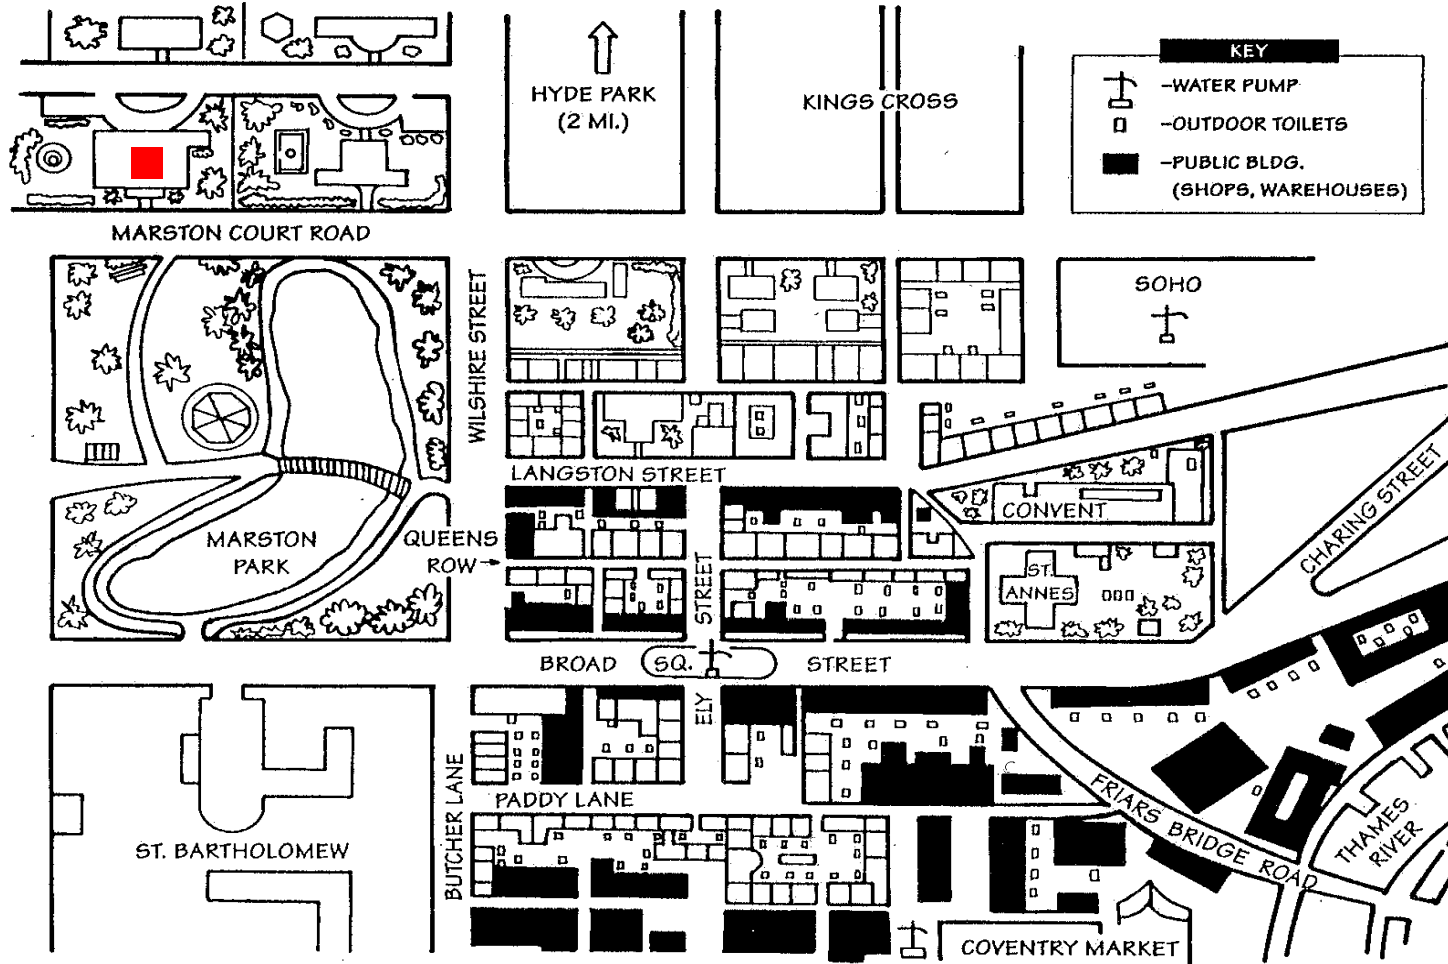 KEY
-WATER PUMP
-OUTDOOR TOILETS
-PUBLIC BLDG.
(SHOPS, WAREHOUSES)
HYDE PARK
(2 MI.)
KINGS CROSS
MARSTON COURT ROAD
WILSHIRE STREET
SOHO
LANGSTON STREET
CHARING STREET
CONVENT
MARSTON
PARK
QUEENS
ROW
ST.
ANNES
STREET
BROAD
SQ.
STREET
ELY
BUTCHER LANE
PADDY LANE
FRIARS BRIDGE ROAD
THAMES
RIVER
ST. BARTHOLOMEW
COVENTRY MARKET